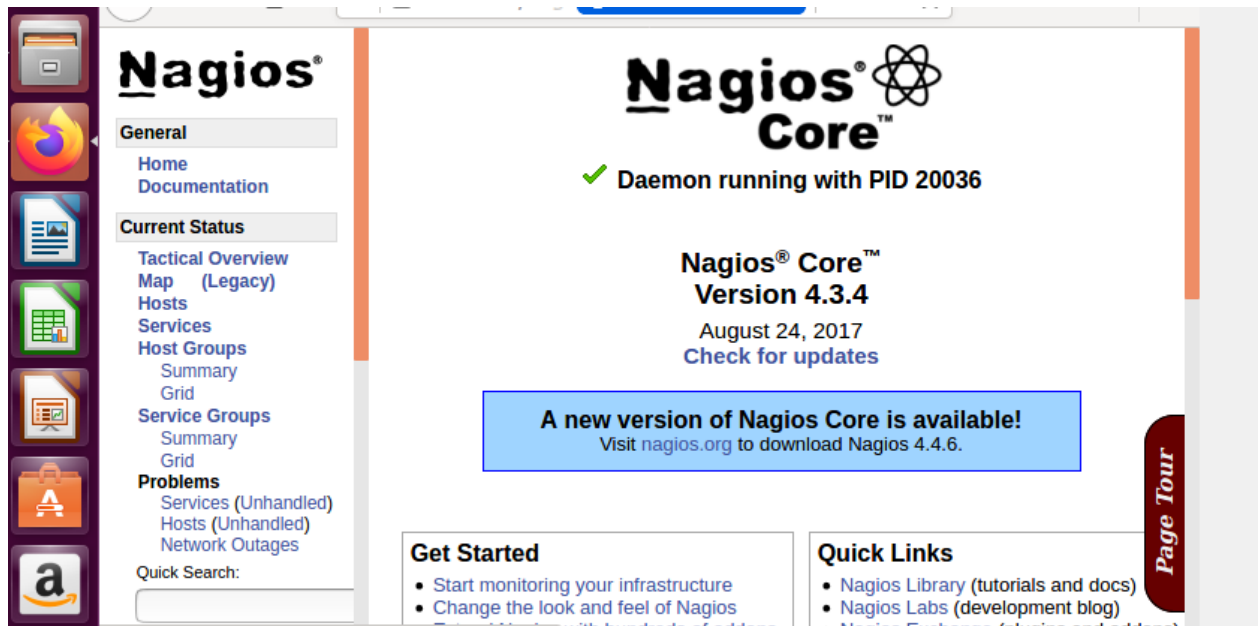 Nagios®
General
Home
Documentation
Current Status
Tactical Overview
Map (Legacy)
Hosts
Services
Host Groups
Summary
Grid
Service Groups
Summary
Grid
Problems
Services (Unhandled)
Hosts (Unhandled)
Network Outages
Quick Search:
Nagios®
Core™
Daemon running with PID 20036
Nagios® Core™
Version 4.3.4
August 24, 2017
Check for updates
A new version of Nagios Core is available!
Visit nagios.org to download Nagios 4.4.6.
Get Started
• Start monitoring your infrastructure
• Change the look and feel of Nagios
Quick Links
• Nagios Library (tutorials and docs)
• Nagios Labs (development blog)
Page Tour